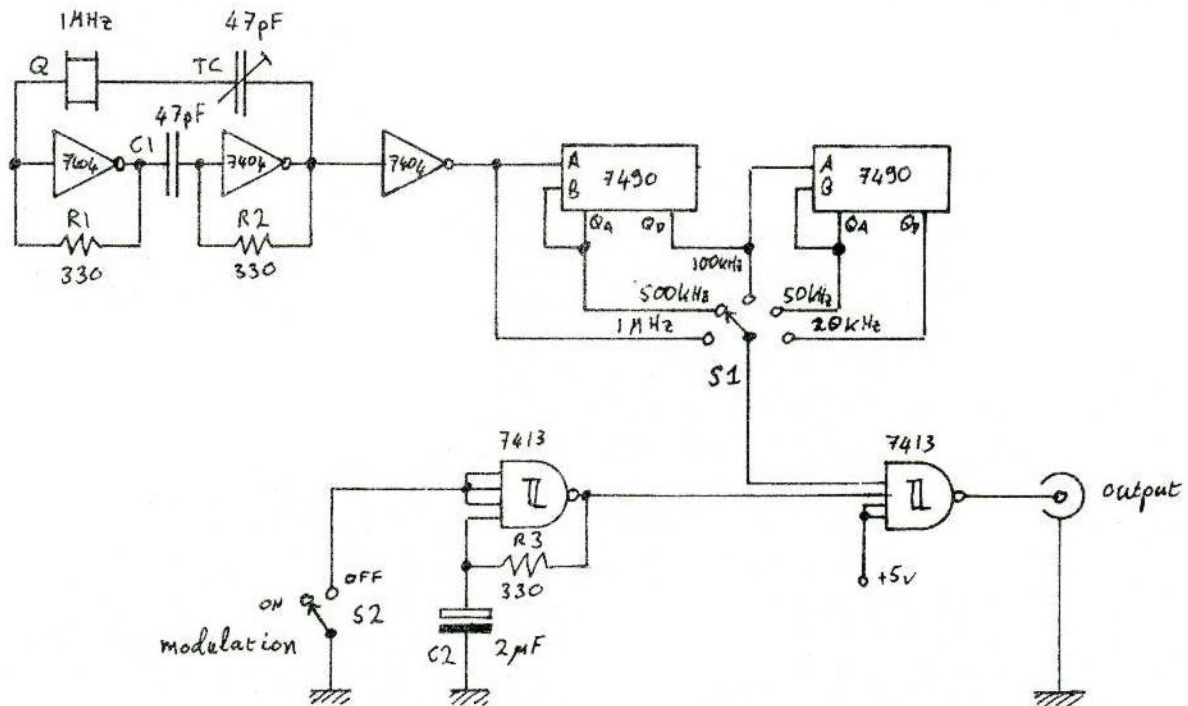 1MHz
47pF
Q
TC
47pF
C1
7404
7404
7404
R1
330
R2
330
A
B
7490
QA
QD
A
B
7490
QA
QD
100kHz
500kHz
50kHz
1MHz
20kHz
S1
7413
7413
output
R3
330
+5v
OFF
ON
S2
modulation
C2
2µF